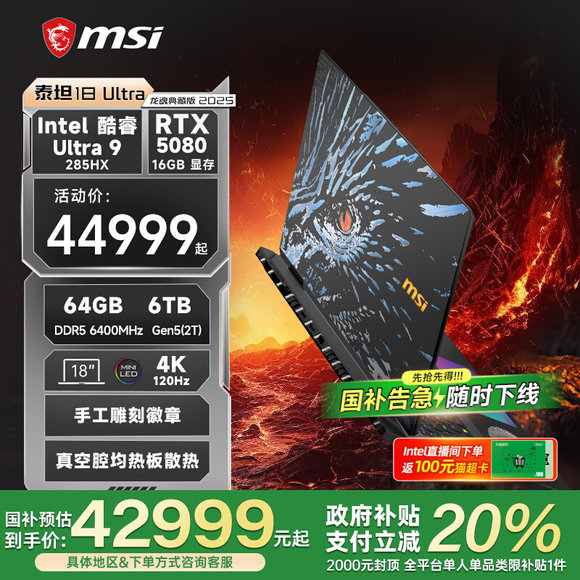 msi
泰坦18 Ultra 龙魂典藏版 2025
Intel 酷睿
Ultra 9
285HX
RTX
5080
16GB 显存
活动价:
44999起
64GB 6TB
DDR5 6400MHz Gen5(2T)
18" MINI LED 4K
120Hz
手工雕刻徽章
真空腔均热板散热
msi
先抢先得!!!
国补告急 随时下线
Intel直播间下单
返100元猫超卡
100
国补预估
到手价: 42999元起
具体地区&下单方式咨询客服
政府补贴
支付立减 20%
2000元封顶 全平台单人单品类限补贴1件